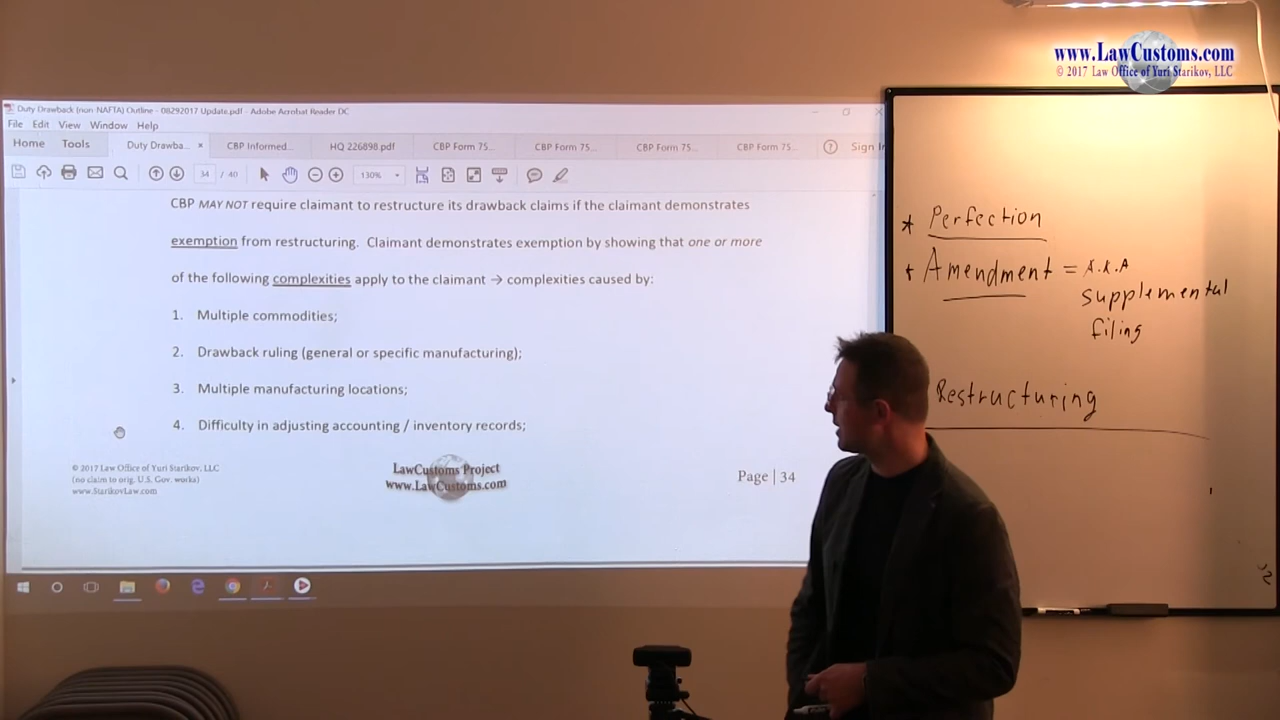 www.LawCustoms.com
© 2017 Law Office of Yuri Starikov, LLC
Duty Drawback (non-NAFTA) Outline - 08292017 Update.pdf - Adobe Acrobat Reader DC
File Edit View Window Help
Home Tools Duty Drawba... × CBP Informed... HQ 226898.pdf CBP Form 75... CBP Form 75... CBP Form 75... CBP Form 75... Sign I
34 / 40 130%
CBP MAY NOT require claimant to restructure its drawback claims if the claimant demonstrates
exemption from restructuring. Claimant demonstrates exemption by showing that one or more
of the following complexities apply to the claimant → complexities caused by:
1. Multiple commodities;
2. Drawback ruling (general or specific manufacturing);
3. Multiple manufacturing locations;
4. Difficulty in adjusting accounting / inventory records;
© 2017 Law Office of Yuri Starikov, LLC
(no claim to orig. U.S. Gov. works)
www.StarikovLaw.com
LawCustoms Project
www.LawCustoms.com
Page | 34
* Perfection
* Amendment = A.K.A
supplemental
filing
Restructuring